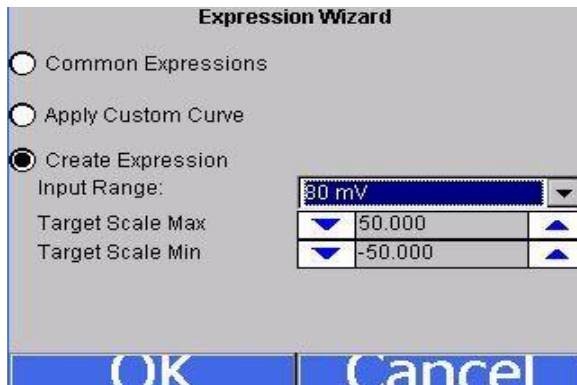 Expression Wizard
Common Expressions
Apply Custom Curve
Create Expression
Input Range: 80 mV
Target Scale Max 50.000
Target Scale Min -50.000
OK Cancel